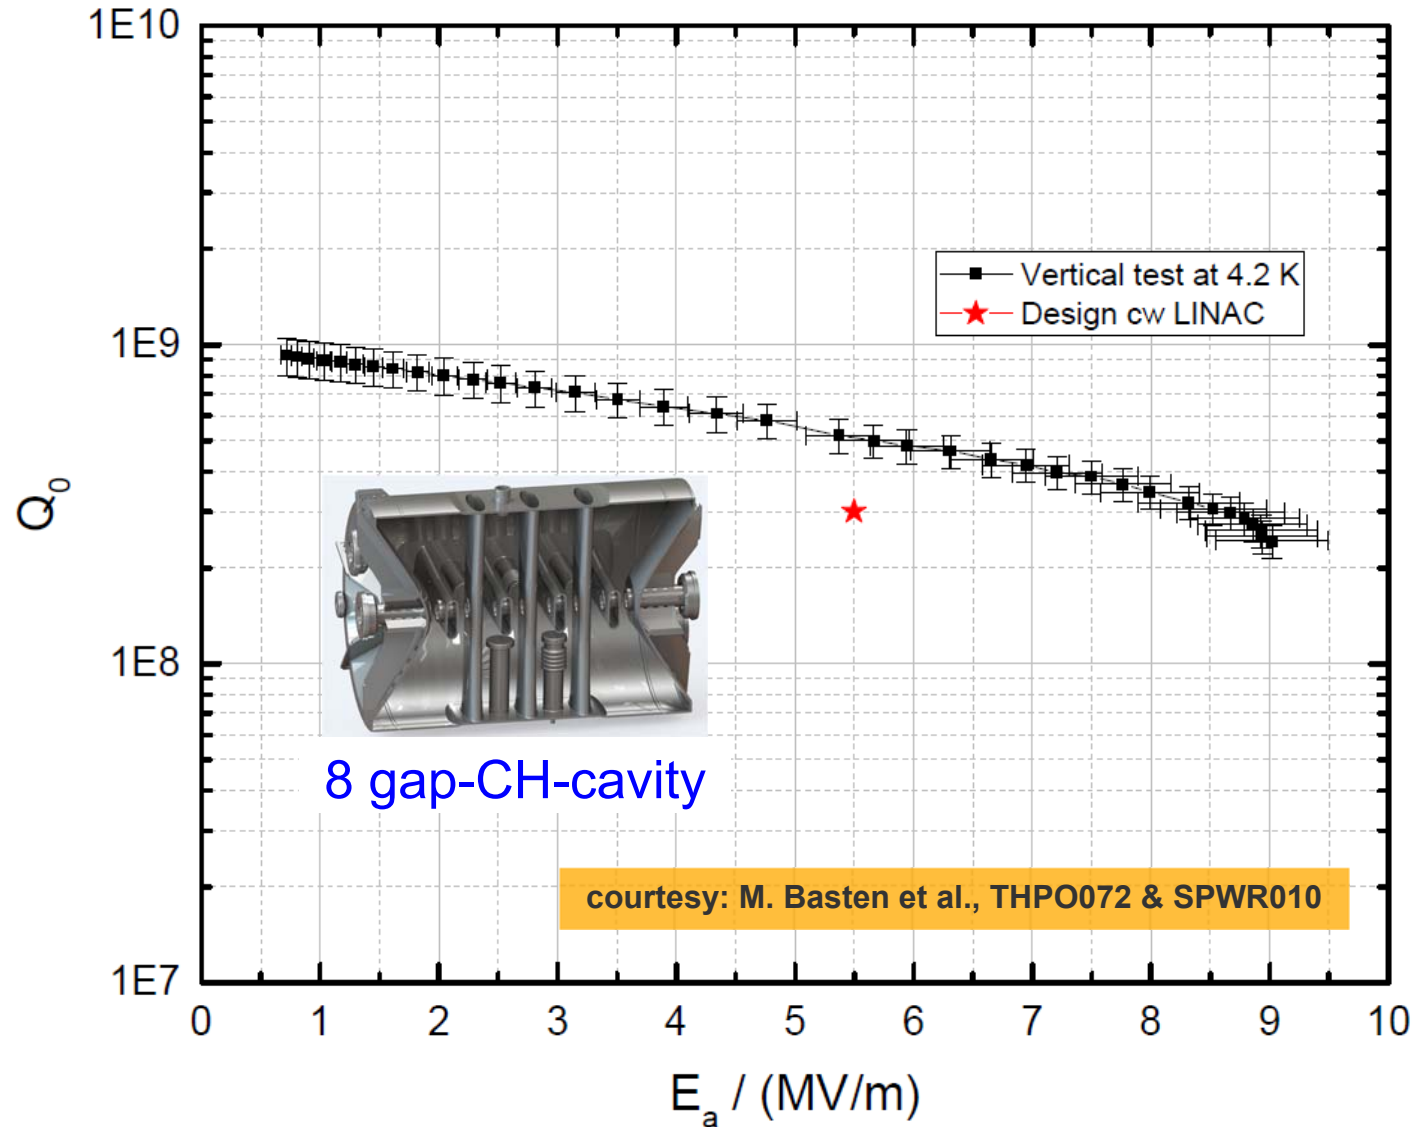 1E10
1E9
1E8
1E7
Q0
Vertical test at 4.2 K
Design cw LINAC
8 gap-CH-cavity
courtesy: M. Basten et al., THPO072 & SPWR010
0 1 2 3 4 5 6 7 8 9 10
Ea / (MV/m)